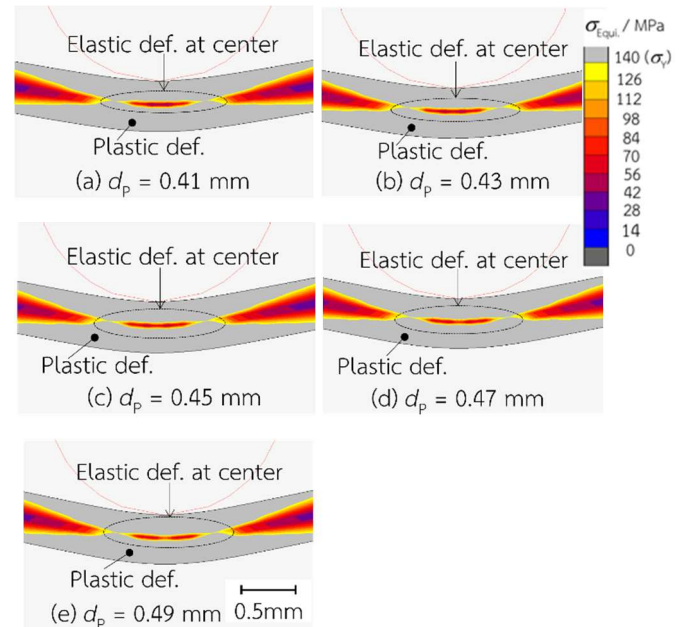 Elastic def. at center
Plastic def.
(a) dp = 0.41 mm
Elastic def. at center
Plastic def.
(b) dp = 0.43 mm
σEqui. / MPa
140 (σY)
126
112
98
84
70
56
42
28
14
0
Elastic def. at center
Plastic def.
(c) dp = 0.45 mm
Elastic def. at center
Plastic def.
(d) dp = 0.47 mm
Elastic def. at center
Plastic def.
(e) dp = 0.49 mm
0.5mm